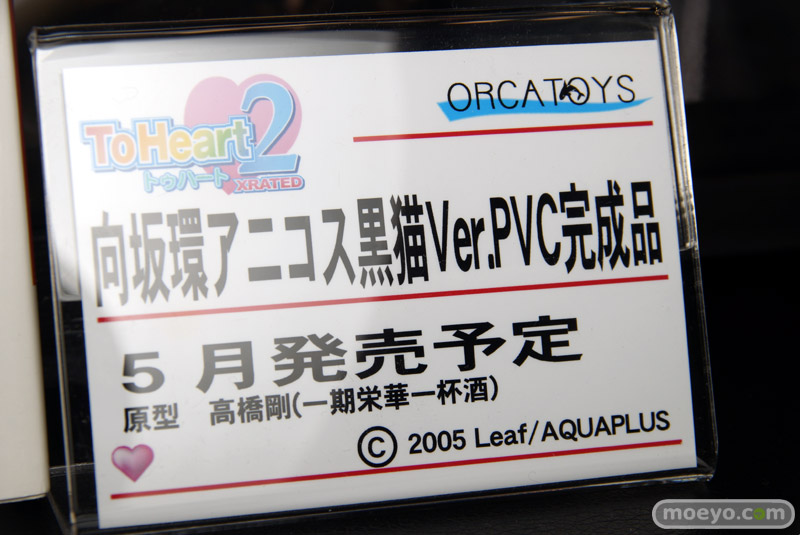 ORCATOYS
ToHeart2
トゥハート
XRATED
向坂環アニコス黒猫Ver.PVC完成品
5月発売予定
原型　高橋剛(一期栄華一杯酒)
© 2005 Leaf/AQUAPLUS
moeyo.com